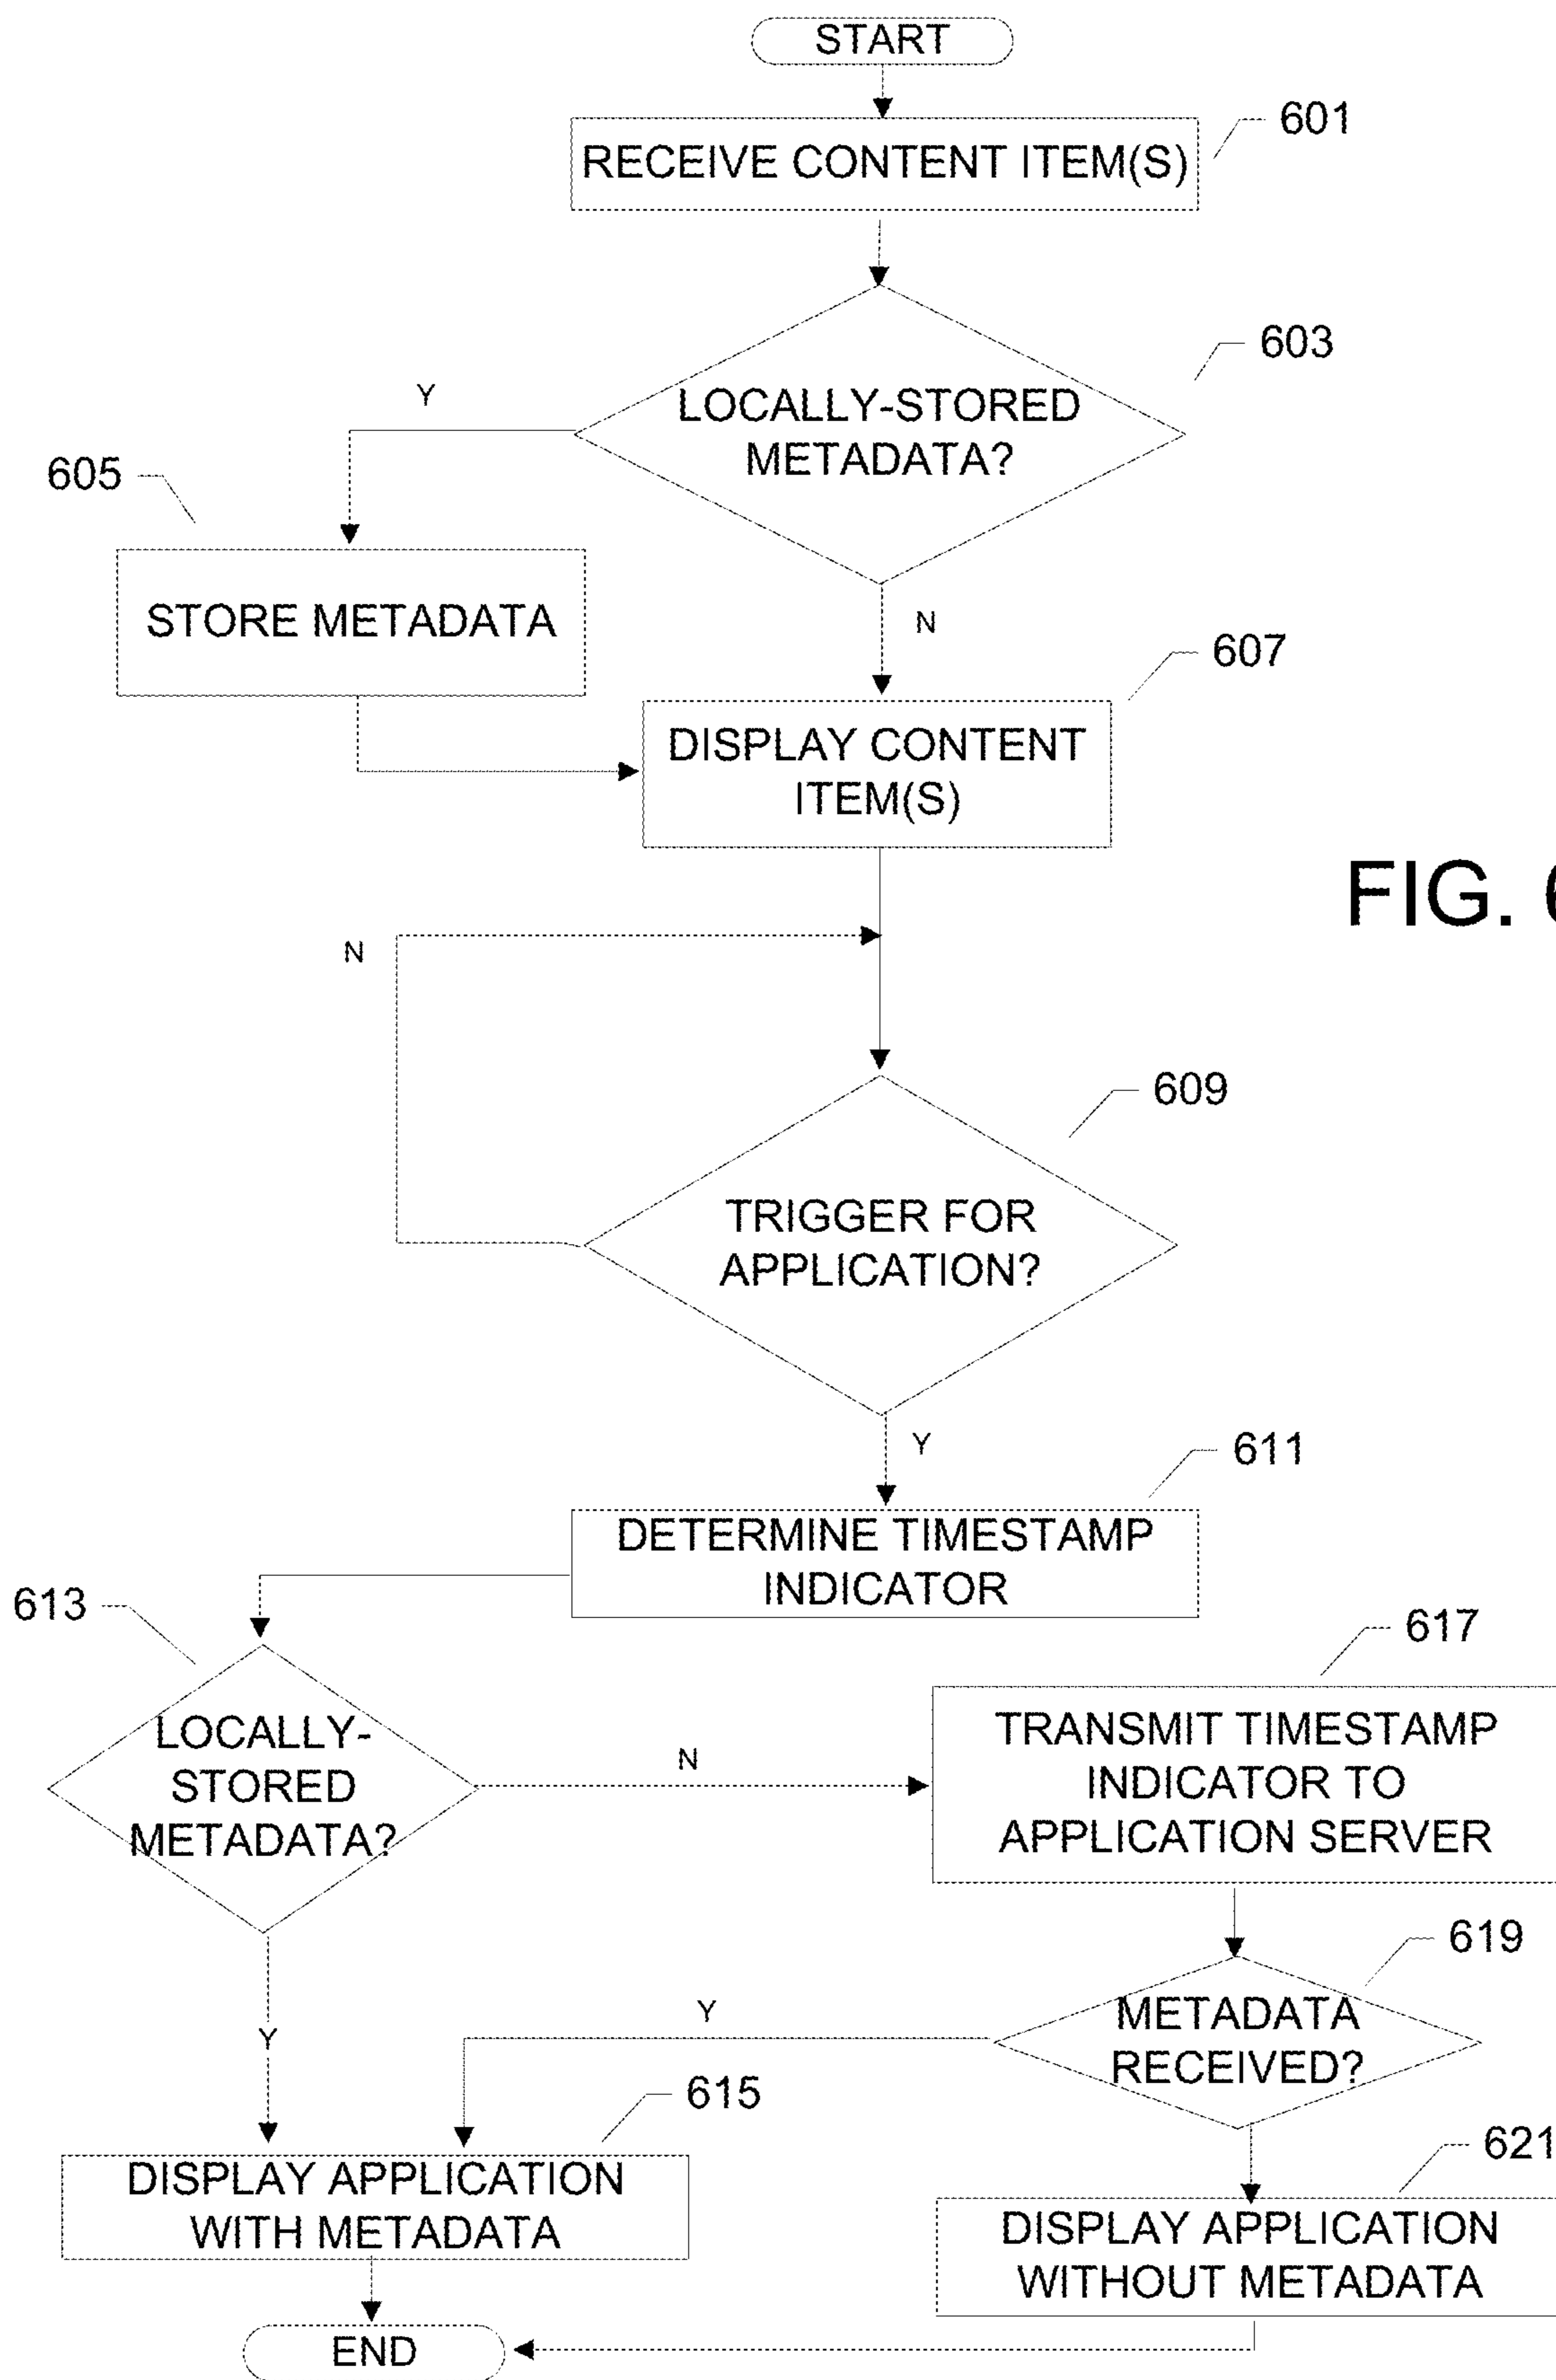 START
601
RECEIVE CONTENT ITEM(S)
603
LOCALLY-STORED
METADATA?
Y
605
STORE METADATA
N
607
DISPLAY CONTENT
ITEM(S)
FIG. 6
N
609
TRIGGER FOR
APPLICATION?
Y
611
DETERMINE TIMESTAMP
INDICATOR
613
LOCALLY-
STORED
METADATA?
N
617
TRANSMIT TIMESTAMP
INDICATOR TO
APPLICATION SERVER
619
METADATA
RECEIVED?
Y
Y
615
DISPLAY APPLICATION
WITH METADATA
621
DISPLAY APPLICATION
WITHOUT METADATA
END